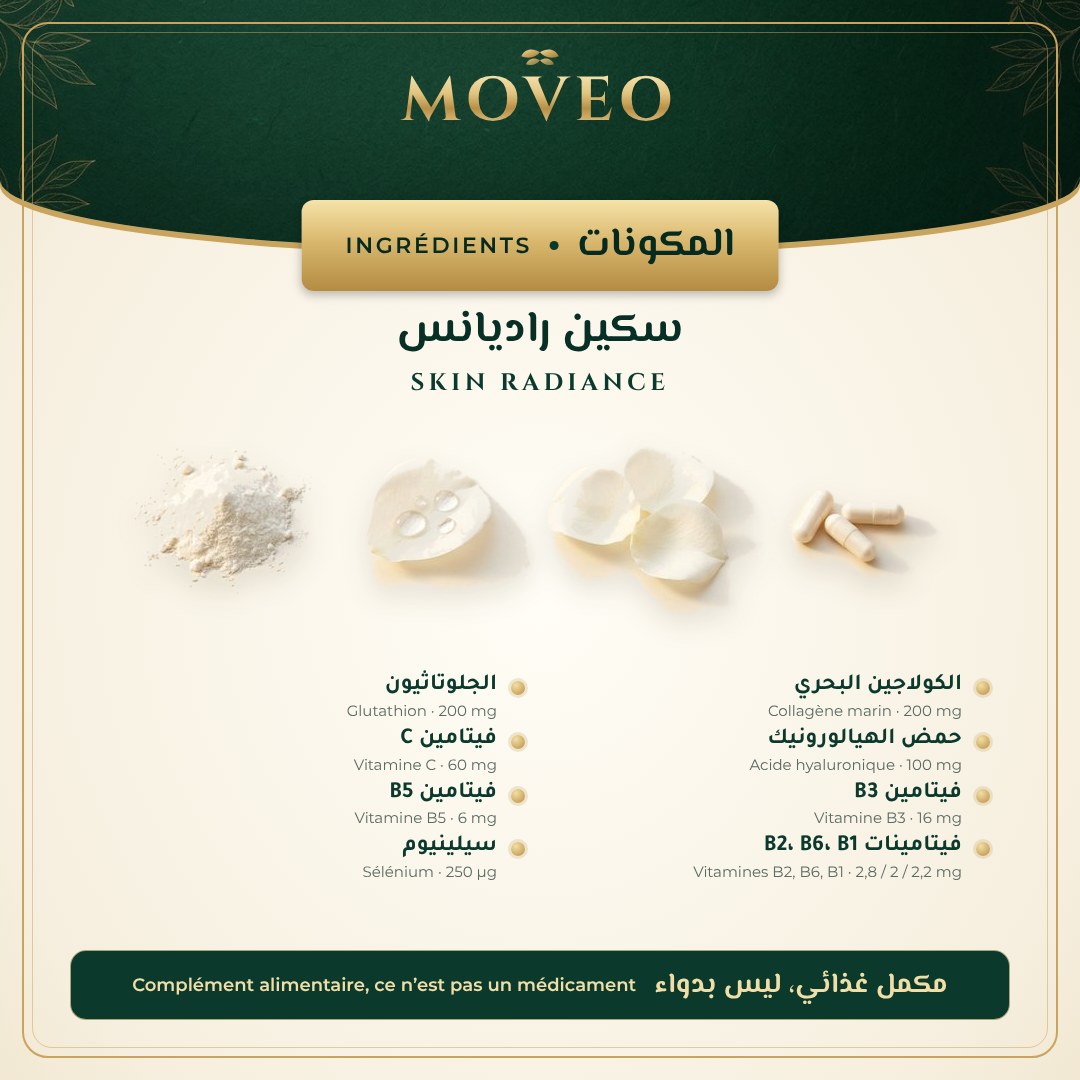 MOVEO
المكونات • INGRÉDIENTS
سكين راديانس
SKIN RADIANCE
الكولاجين البحري
Collagène marin · 200 mg
حمض الهيالورونيك
Acide hyaluronique · 100 mg
فيتامين B3
Vitamine B3 · 16 mg
فيتامينات B2، B6، B1
Vitamines B2, B6, B1 · 2,8 / 2 / 2,2 mg
الجلوتاثيون
Glutathion · 200 mg
فيتامين C
Vitamine C · 60 mg
فيتامين B5
Vitamine B5 · 6 mg
سيلينيوم
Sélénium · 250 µg
مكمل غذائي، ليس بدواء Complément alimentaire, ce n’est pas un médicament